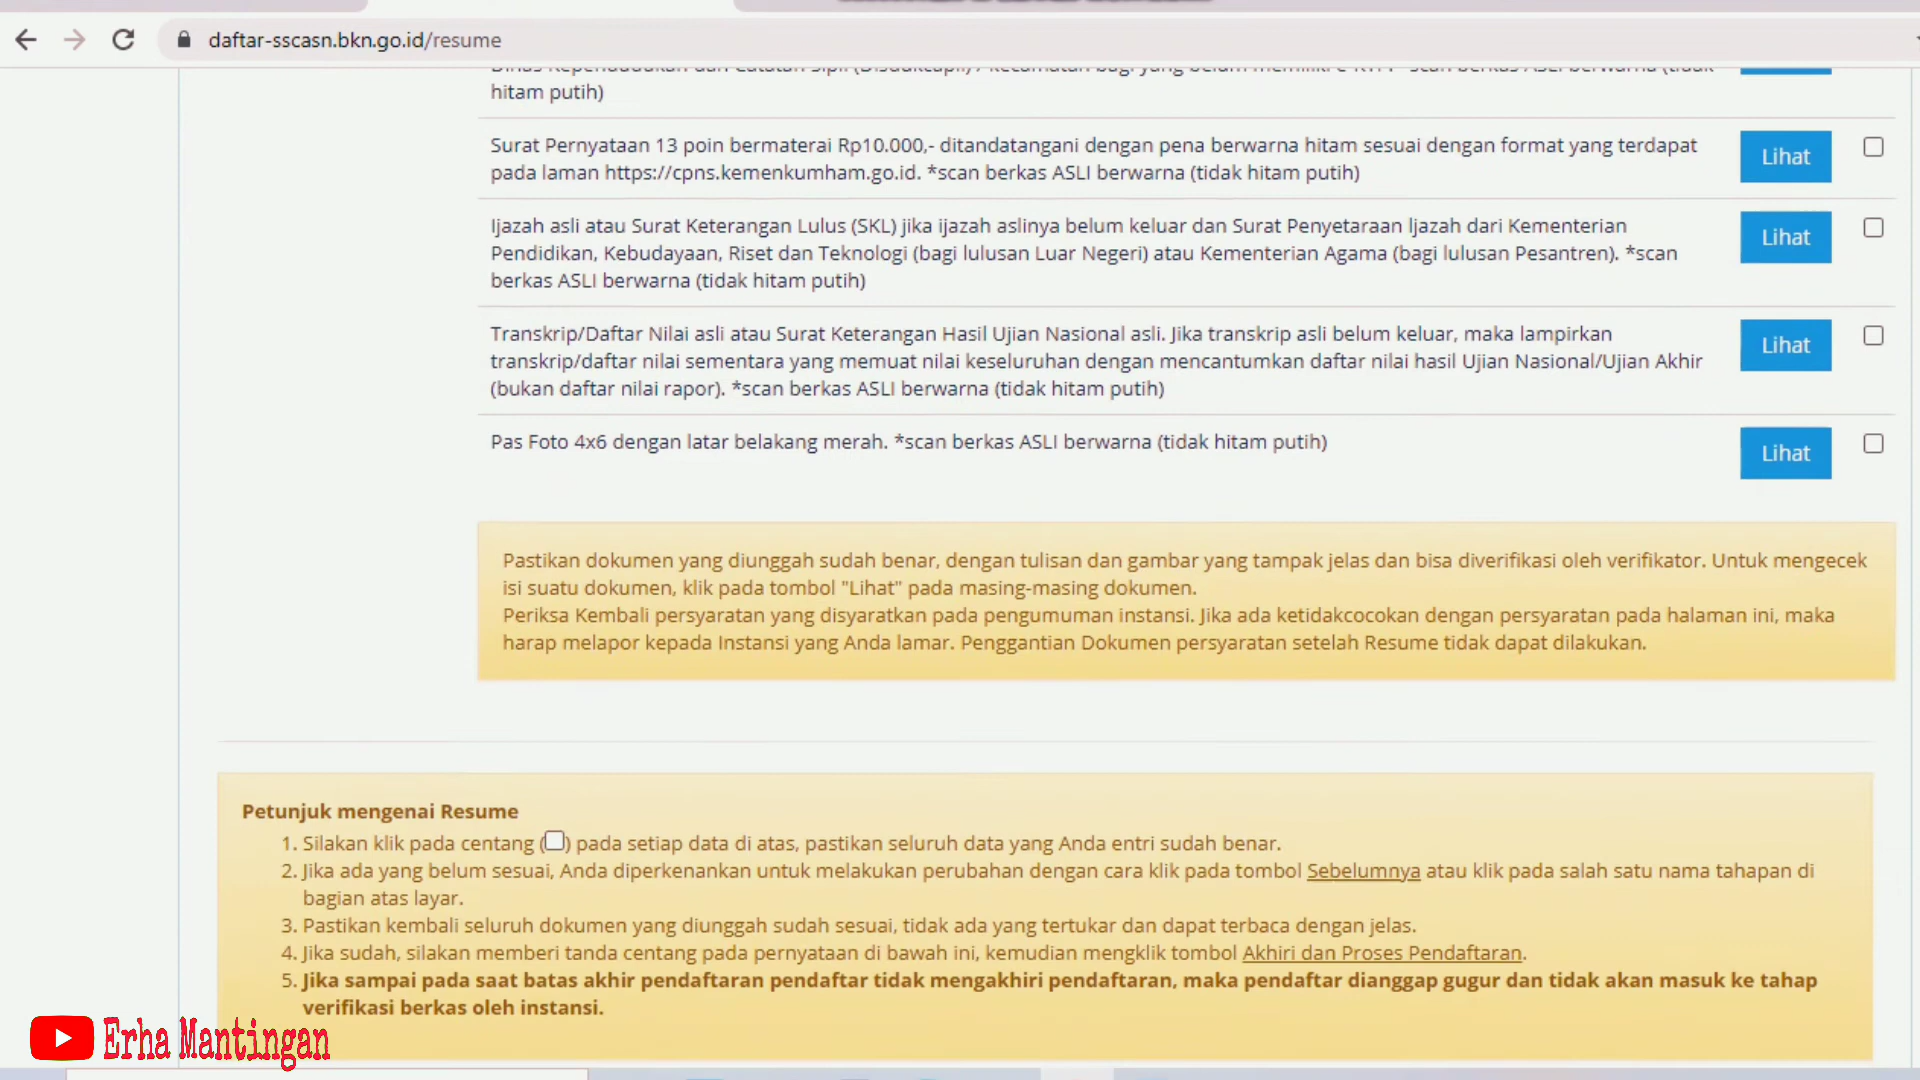 daftar-sscasn.bkn.go.id/resume
hitam putih)
Surat Pernyataan 13 poin bermaterai Rp10.000,- ditandatangani dengan pena berwarna hitam sesuai dengan format yang terdapat
pada laman https://cpns.kemenkumham.go.id. *scan berkas ASLI berwarna (tidak hitam putih)
Lihat
Ijazah asli atau Surat Keterangan Lulus (SKL) jika ijazah aslinya belum keluar dan Surat Penyetaraan Ijazah dari Kementerian
Pendidikan, Kebudayaan, Riset dan Teknologi (bagi lulusan Luar Negeri) atau Kementerian Agama (bagi lulusan Pesantren). *scan
berkas ASLI berwarna (tidak hitam putih)
Lihat
Transkrip/Daftar Nilai asli atau Surat Keterangan Hasil Ujian Nasional asli. Jika transkrip asli belum keluar, maka lampirkan
transkrip/daftar nilai sementara yang memuat nilai keseluruhan dengan mencantumkan daftar nilai hasil Ujian Nasional/Ujian Akhir
(bukan daftar nilai rapor). *scan berkas ASLI berwarna (tidak hitam putih)
Lihat
Pas Foto 4x6 dengan latar belakang merah. *scan berkas ASLI berwarna (tidak hitam putih)
Lihat
Pastikan dokumen yang diunggah sudah benar, dengan tulisan dan gambar yang tampak jelas dan bisa diverifikasi oleh verifikator. Untuk mengecek
isi suatu dokumen, klik pada tombol "Lihat" pada masing-masing dokumen.
Periksa Kembali persyaratan yang disyaratkan pada pengumuman instansi. Jika ada ketidakcocokan dengan persyaratan pada halaman ini, maka
harap melapor kepada Instansi yang Anda lamar. Penggantian Dokumen persyaratan setelah Resume tidak dapat dilakukan.
Petunjuk mengenai Resume
1. Silakan klik pada centang (☐) pada setiap data di atas, pastikan seluruh data yang Anda entri sudah benar.
2. Jika ada yang belum sesuai, Anda diperkenankan untuk melakukan perubahan dengan cara klik pada tombol Sebelumnya atau klik pada salah satu nama tahapan di
bagian atas layar.
3. Pastikan kembali seluruh dokumen yang diunggah sudah sesuai, tidak ada yang tertukar dan dapat terbaca dengan jelas.
4. Jika sudah, silakan memberi tanda centang pada pernyataan di bawah ini, kemudian mengklik tombol Akhiri dan Proses Pendaftaran.
5. Jika sampai pada saat batas akhir pendaftaran pendaftar tidak mengakhiri pendaftaran, maka pendaftar dianggap gugur dan tidak akan masuk ke tahap
verifikasi berkas oleh instansi.
Erha Mantingan